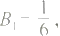 B₁ = 1/6,